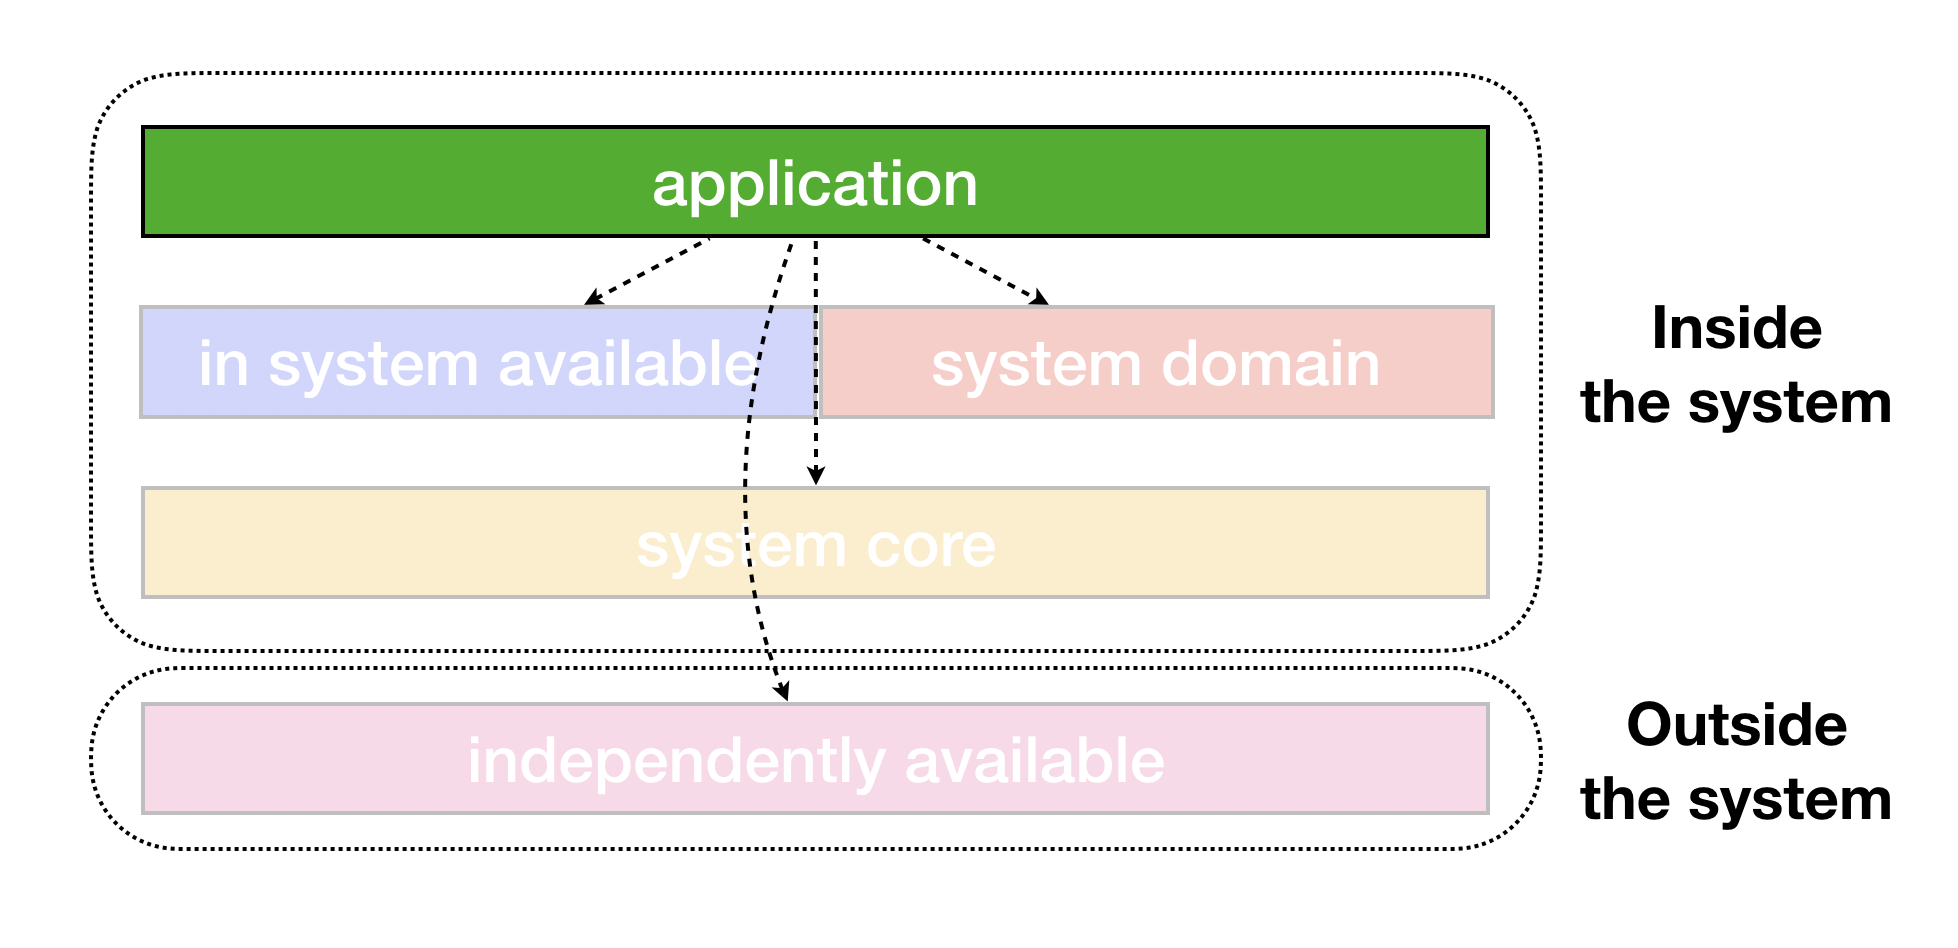 application
in system available
system domain
Inside
the system
system core
independently available
Outside
the system